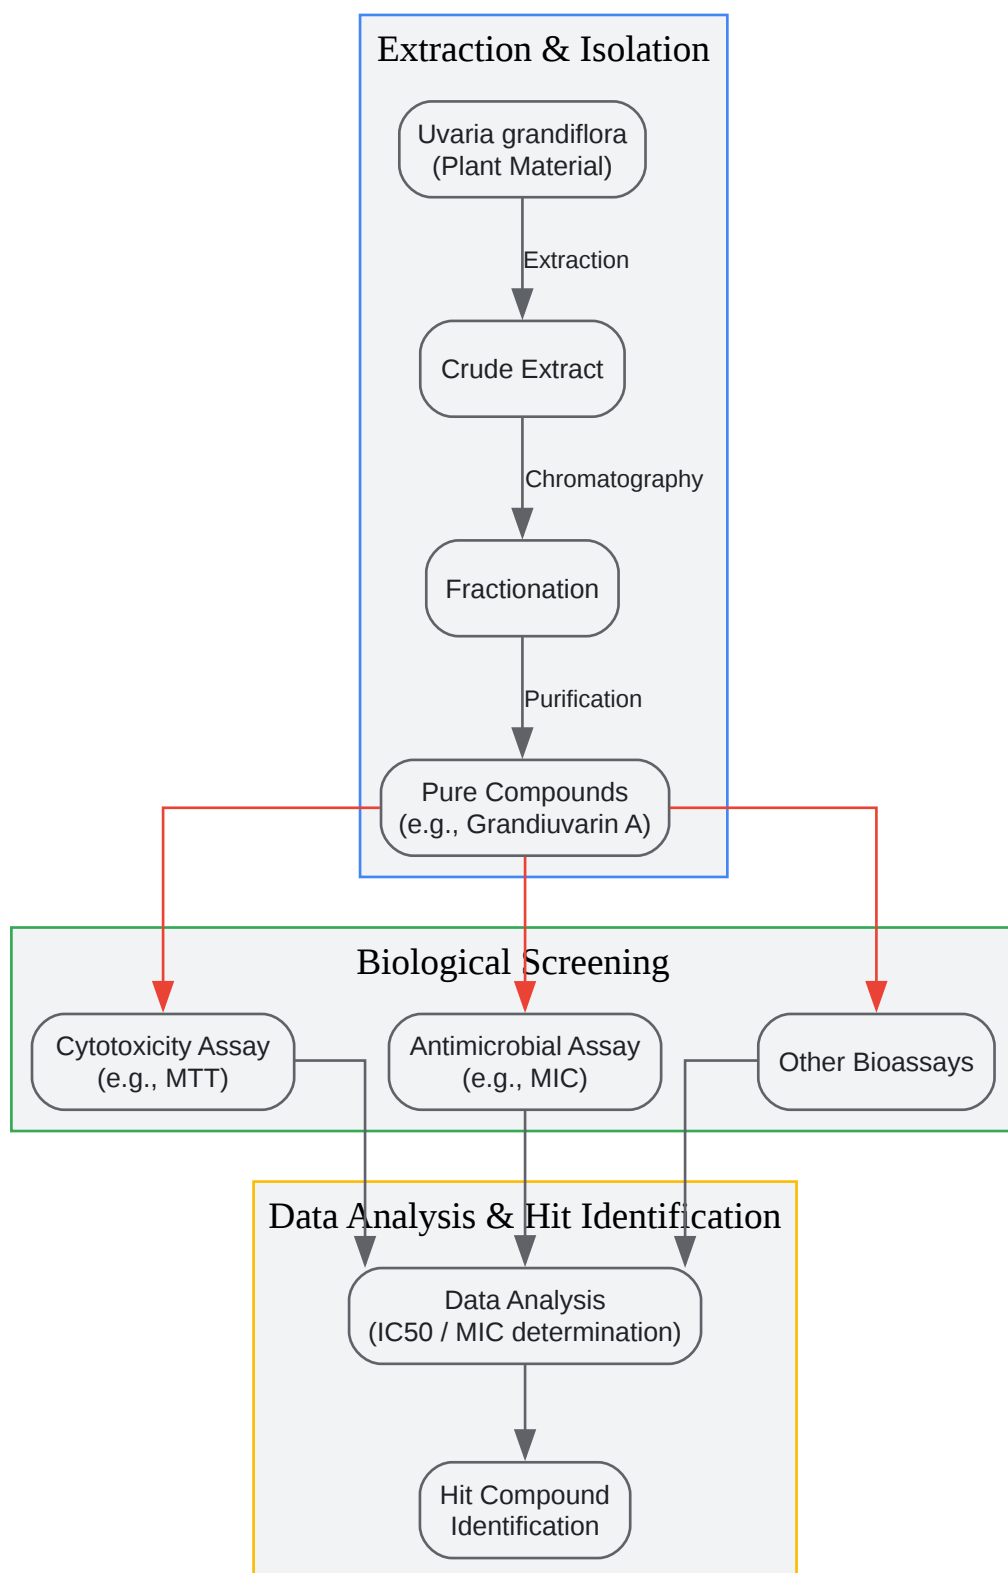 Extraction & Isolation
Uvaria grandiflora
(Plant Material)
Extraction
Crude Extract
Chromatography
Fractionation
Purification
Pure Compounds
(e.g., Grandiuvarin A)
Biological Screening
Cytotoxicity Assay
(e.g., MTT)
Antimicrobial Assay
(e.g., MIC)
Other Bioassays
Data Analysis & Hit Identification
Data Analysis
(IC50 / MIC determination)
Hit Compound
Identification